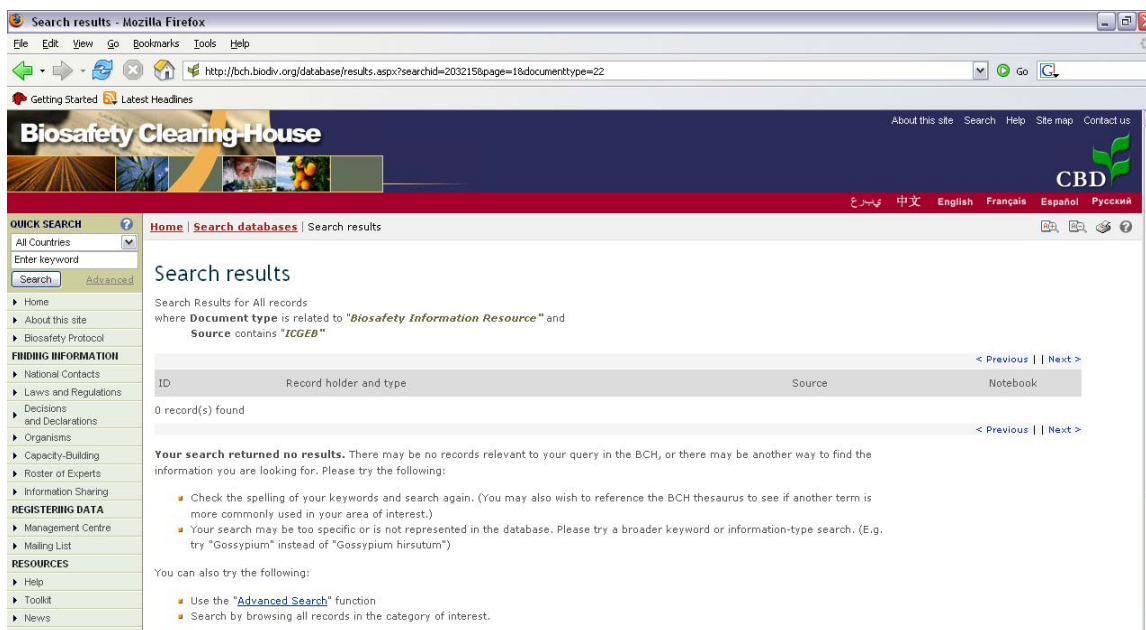 Search results - Mozilla Firefox
File Edit View Go Bookmarks Tools Help
http://bch.biodiv.org/database/results.aspx?searchid=203215&page=1&documenttype=22
Go
Getting Started Latest Headlines
About this site Search Help Site map Contact us
Biosafety Clearing-House
CBD
中文 English Français Español Русский
QUICK SEARCH
All Countries
Enter keyword
Search Advanced
Home
About this site
Biosafety Protocol
FINDING INFORMATION
National Contacts
Laws and Regulations
Decisions
and Declarations
Organisms
Capacity-Building
Roster of Experts
Information Sharing
REGISTERING DATA
Management Centre
Mailing List
RESOURCES
Help
Toolkit
News
Home | Search databases | Search results
Search results
Search Results for All records
where Document type is related to "Biosafety Information Resource" and
Source contains "ICGEB"
< Previous | | Next >
ID Record holder and type Source Notebook
0 record(s) found
< Previous | | Next >
Your search returned no results. There may be no records relevant to your query in the BCH, or there may be another way to find the
information you are looking for. Please try the following:
Check the spelling of your keywords and search again. (You may also wish to reference the BCH thesaurus to see if another term is
more commonly used in your area of interest.)
Your search may be too specific or is not represented in the database. Please try a broader keyword or information-type search. (E.g.
try "Gossypium" instead of "Gossypium hirsutum")
You can also try the following:
Use the "Advanced Search" function
Search by browsing all records in the category of interest.